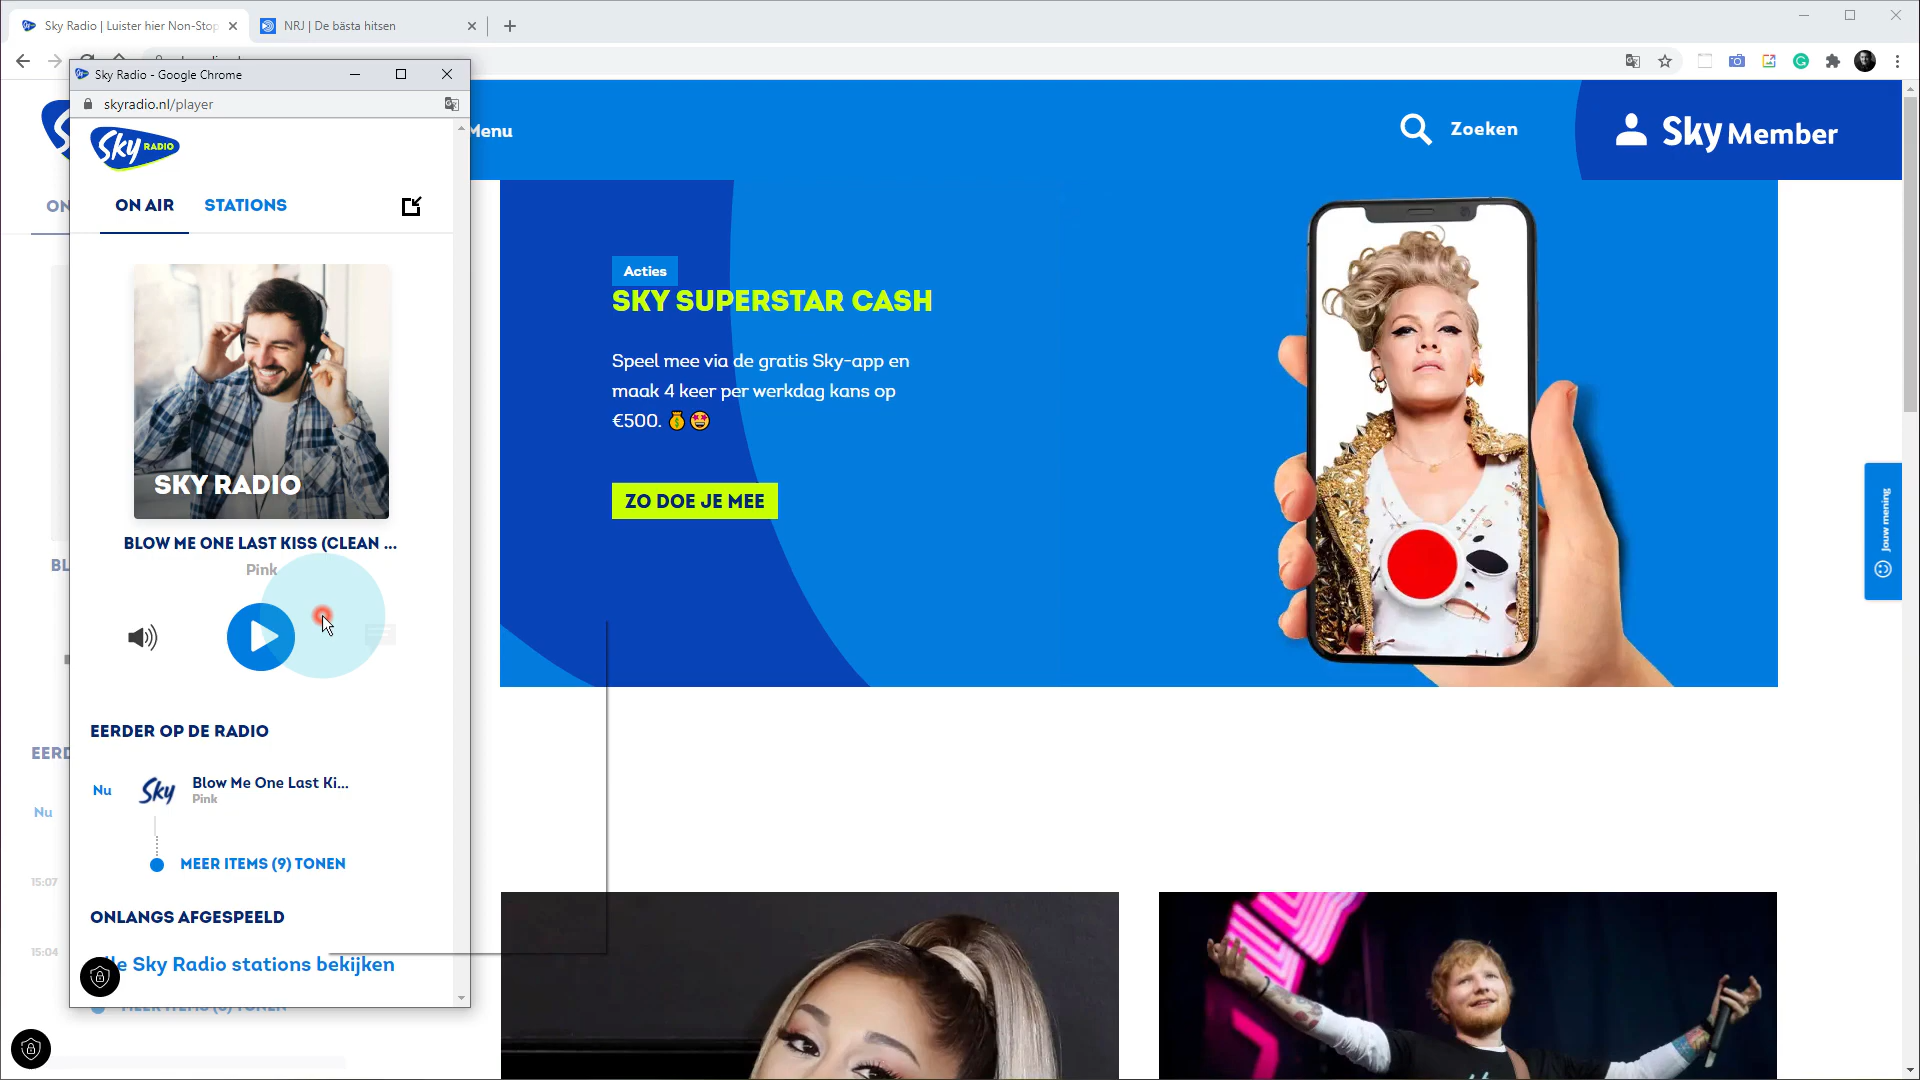 Sky Radio | Luister hier Non-Stop
NRJ | De bästa hitsen
Sky Radio - Google Chrome
skyradio.nl/player
Sky RADIO
ON AIR
STATIONS
SKY RADIO
BLOW ME ONE LAST KISS (CLEAN ...
Pink
EERDER OP DE RADIO
Nu
Sky
Blow Me One Last Ki...
Pink
MEER ITEMS (9) TONEN
ONLANGS AFGESPEELD
Sky Radio stations bekijken
Menu
Zoeken
Sky Member
Acties
SKY SUPERSTAR CASH
Speel mee via de gratis Sky-app en
maak 4 keer per werkdag kans op
€500. 💰🤩
ZO DOE JE MEE
Jouw mening
ON
BL
EERD
Nu
15:07
15:04